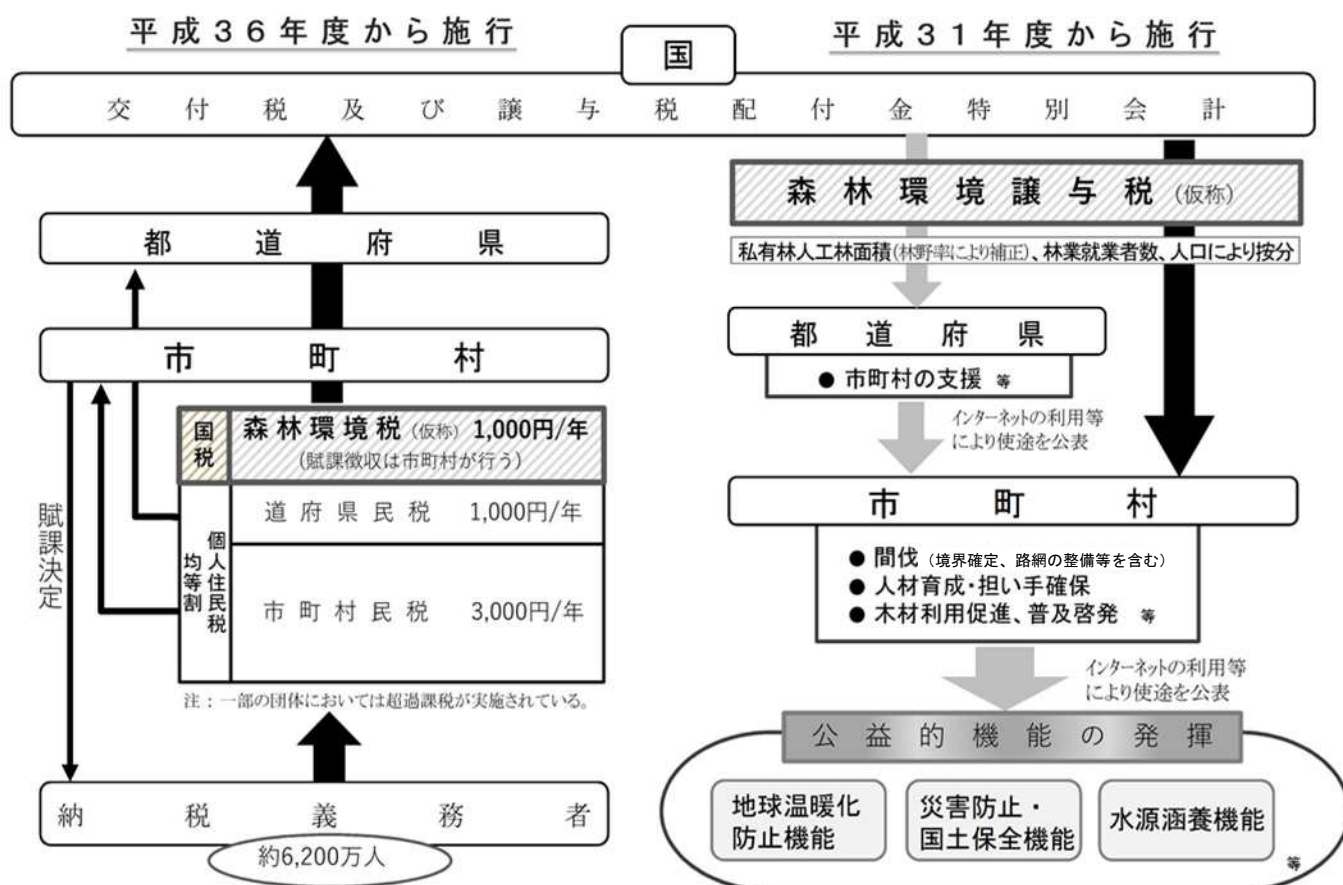 平成36年度から施行
国
平成31年度から施行
交付税及び譲与税配付金特別会計
都道府県
市町村
国税
森林環境税(仮称) 1,000円/年
(賦課徴収は市町村が行う)
個人住民税
均等割
道府県民税 1,000円/年
市町村民税 3,000円/年
賦課決定
注：一部の団体においては超過課税が実施されている。
納税義務者
約6,200万人
森林環境譲与税(仮称)
私有林人工林面積(林野率により補正)、林業就業者数、人口により按分
都道府県
● 市町村の支援 等
インターネットの利用等
により使途を公表
市町村
● 間伐 (境界確定、路網の整備等を含む)
● 人材育成・担い手確保
● 木材利用促進、普及啓発 等
インターネットの利用等
により使途を公表
公益的機能の発揮
地球温暖化
防止機能
災害防止・
国土保全機能
水源涵養機能
等